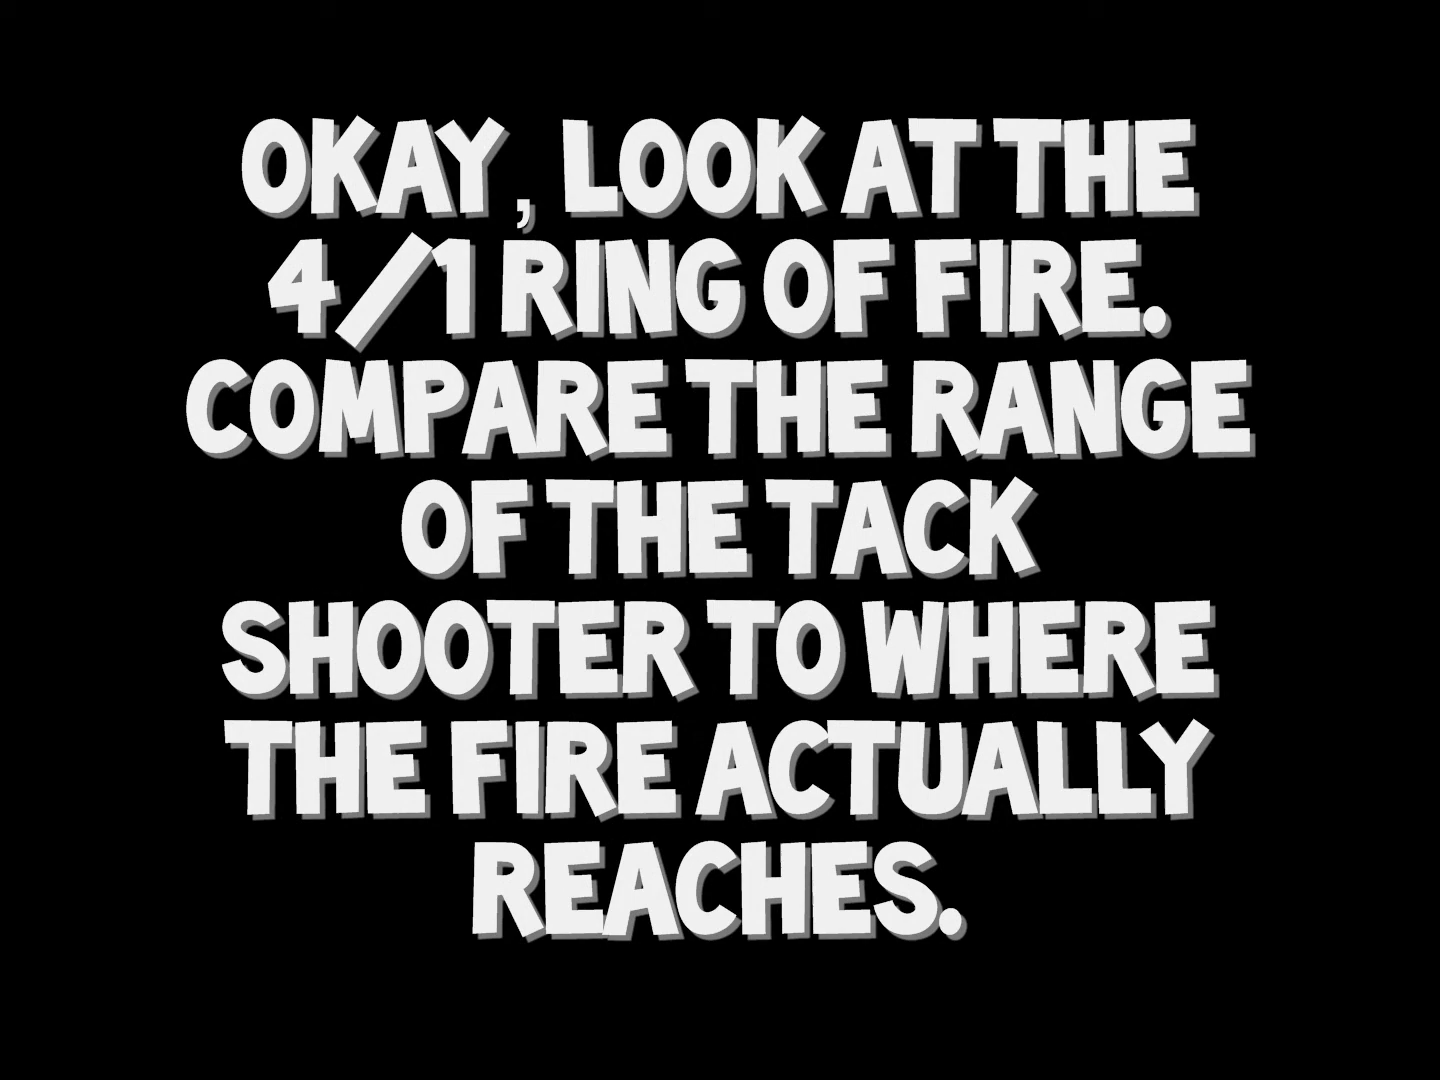 OKAY, LOOK AT THE
4/1 RING OF FIRE.
COMPARE THE RANGE
OF THE TACK
SHOOTER TO WHERE
THE FIRE ACTUALLY
REACHES.